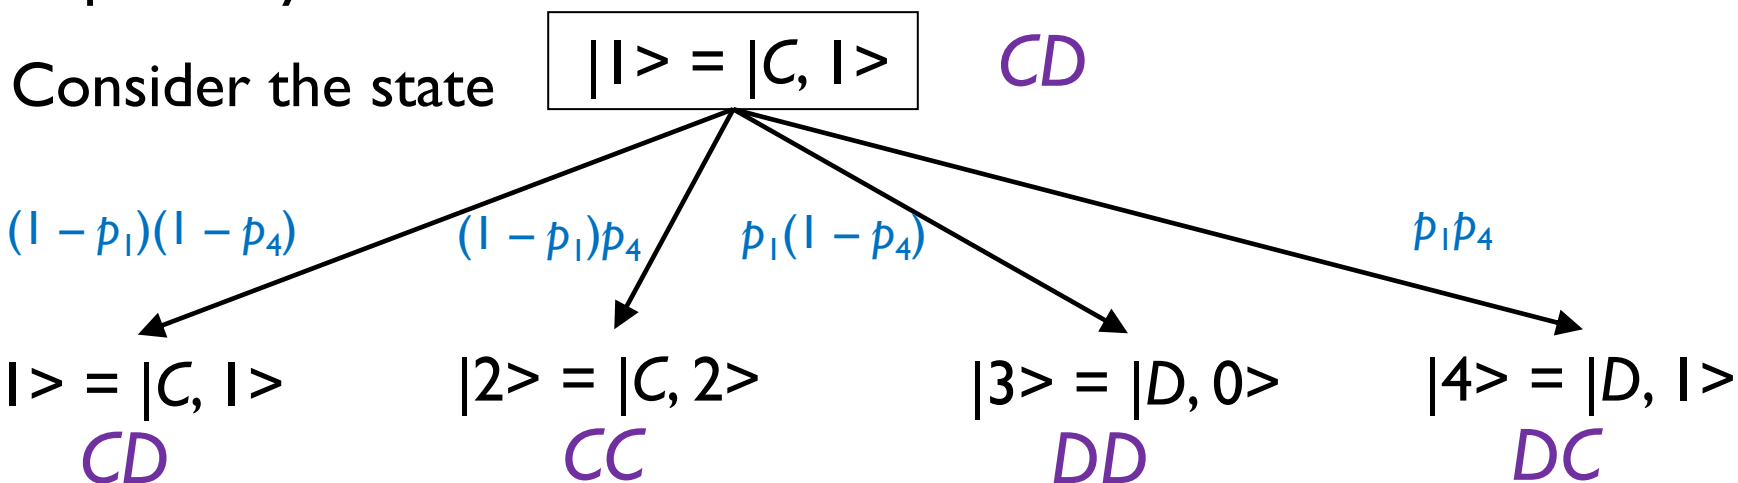 Consider the state |1> = |C, 1> CD
(1 – p₁)(1 – p₄) (1 – p₁)p₄ p₁(1 – p₄) p₁p₄
1> = |C, 1> |2> = |C, 2> |3> = |D, 0> |4> = |D, 1>
CD CC DD DC